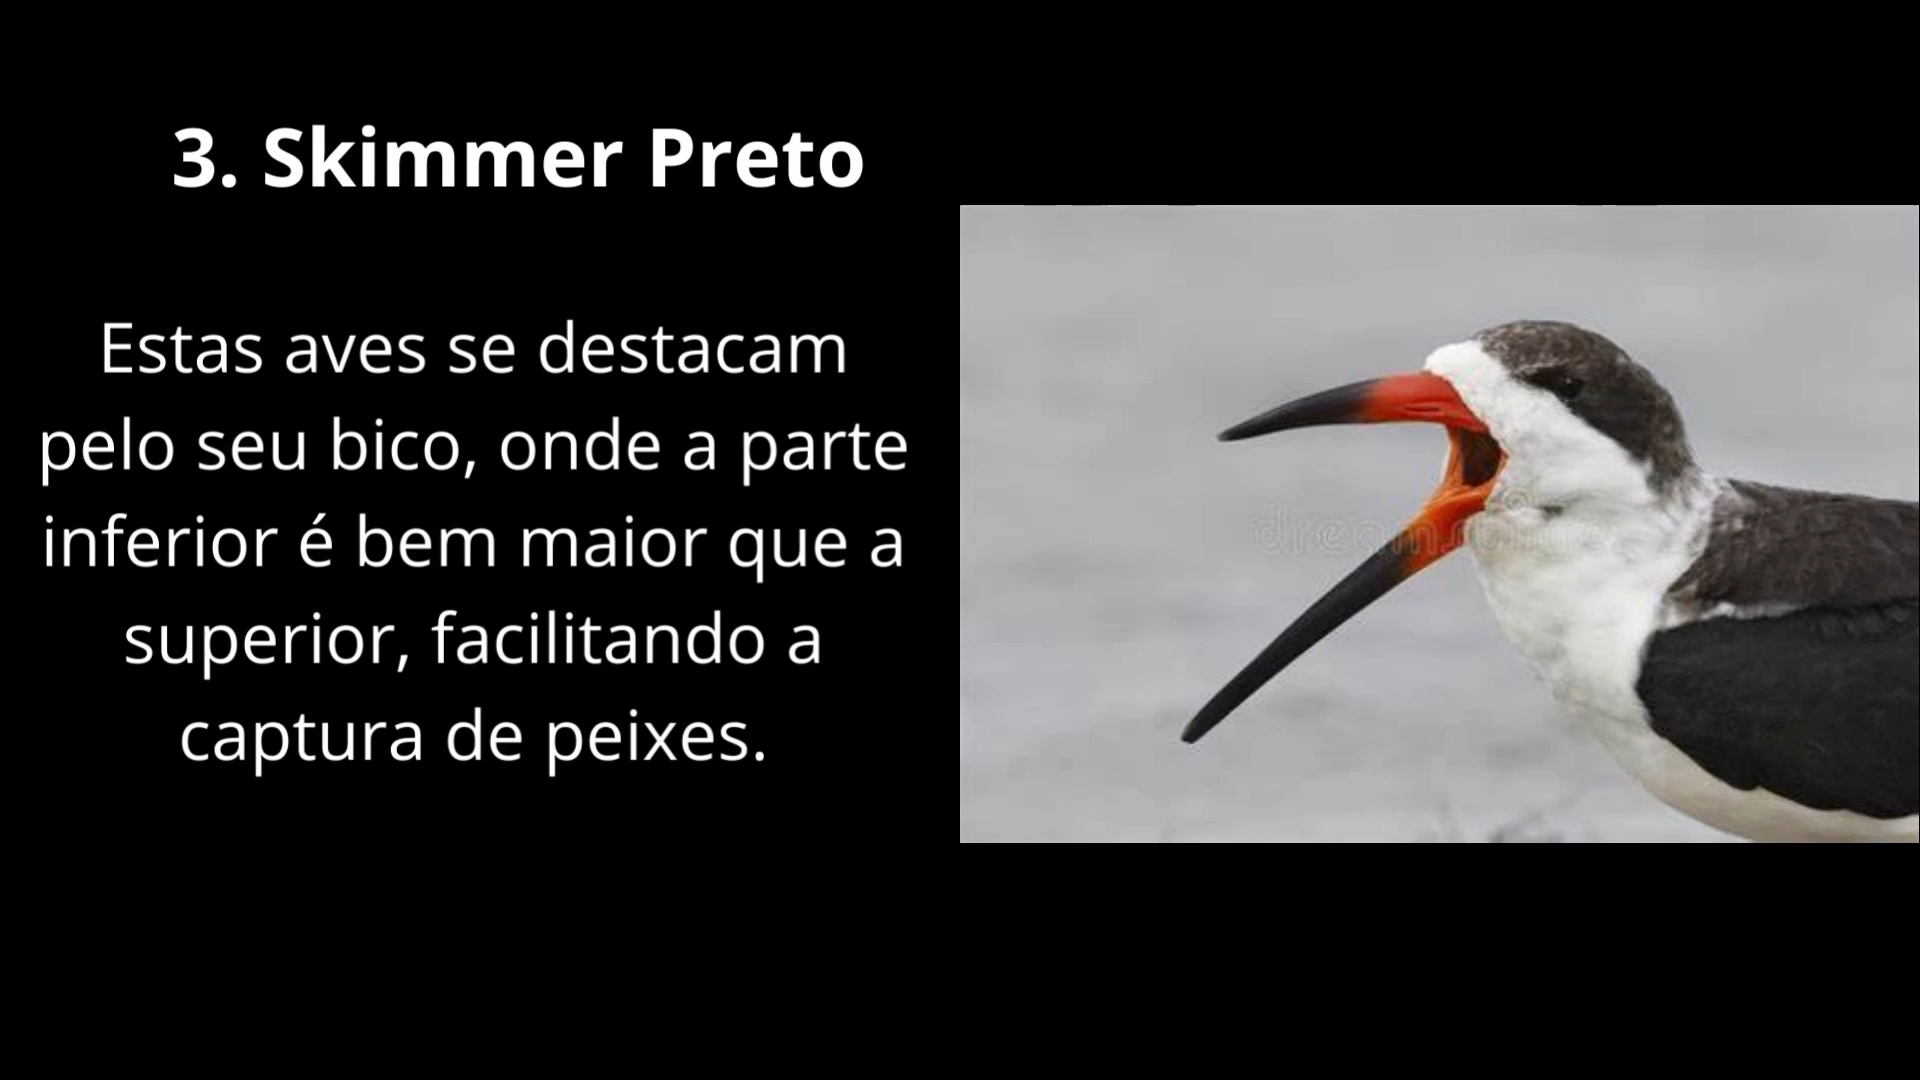 3. Skimmer Preto
Estas aves se destacam
pelo seu bico, onde a parte
inferior é bem maior que a
superior, facilitando a
captura de peixes.